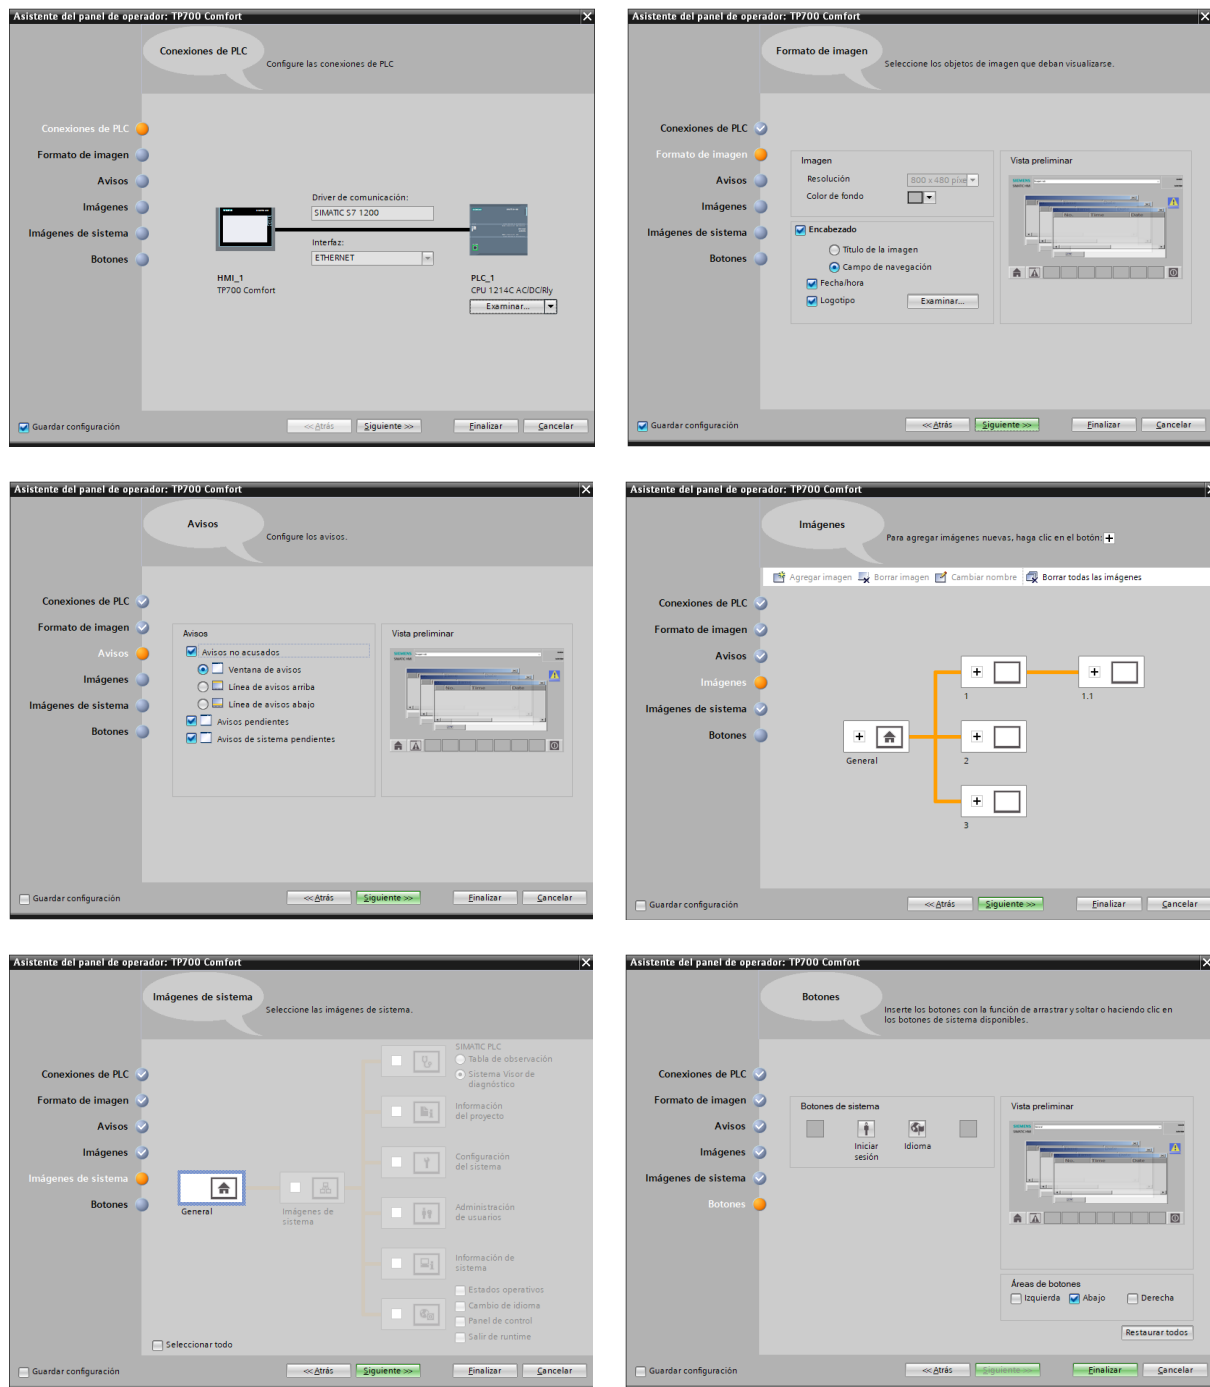 Asistente del panel de operador: TP700 Comfort
Conexiones de PLC
Configure las conexiones de PLC
Conexiones de PLC
Formato de imagen
Avisos
Imágenes
Imágenes de sistema
Botones
Driver de comunicación:
SIMATIC S7 1200
Interfaz:
ETHERNET
HMI_1
TP700 Comfort
PLC_1
CPU 1214C AC/DC/Rly
Examinar...
Guardar configuración
<< Atrás
Siguiente >>
Finalizar
Cancelar
Asistente del panel de operador: TP700 Comfort
Formato de imagen
Seleccione los objetos de imagen que deban visualizarse.
Conexiones de PLC
Formato de imagen
Avisos
Imágenes
Imágenes de sistema
Botones
Imagen
Resolución
800 x 480 píxe
Color de fondo
Encabezado
Título de la imagen
Campo de navegación
Fecha/hora
Logotipo
Examinar...
Vista preliminar
Guardar configuración
<< Atrás
Siguiente >>
Finalizar
Cancelar
Asistente del panel de operador: TP700 Comfort
Avisos
Configure los avisos.
Conexiones de PLC
Formato de imagen
Avisos
Imágenes
Imágenes de sistema
Botones
Avisos
Avisos no acusados
Ventana de avisos
Línea de avisos arriba
Línea de avisos abajo
Avisos pendientes
Avisos de sistema pendientes
Vista preliminar
Guardar configuración
<< Atrás
Siguiente >>
Finalizar
Cancelar
Asistente del panel de operador: TP700 Comfort
Imágenes
Para agregar imágenes nuevas, haga clic en el botón:
Agregar imagen
Borrar imagen
Cambiar nombre
Borrar todas las imágenes
Conexiones de PLC
Formato de imagen
Avisos
Imágenes
Imágenes de sistema
Botones
General
1
1.1
2
3
Guardar configuración
<< Atrás
Siguiente >>
Finalizar
Cancelar
Asistente del panel de operador: TP700 Comfort
Imágenes de sistema
Seleccione las imágenes de sistema.
Conexiones de PLC
Formato de imagen
Avisos
Imágenes
Imágenes de sistema
Botones
General
Imágenes de
sistema
SIMATIC PLC
Tabla de observación
Sistema Visor de
diagnóstico
Información
del proyecto
Configuración
del sistema
Administración
de usuarios
Información de
sistema
Estados operativos
Cambio de idioma
Panel de control
Salir de runtime
Seleccionar todo
Guardar configuración
<< Atrás
Siguiente >>
Finalizar
Cancelar
Asistente del panel de operador: TP700 Comfort
Botones
Inserte los botones con la función de arrastrar y soltar o haciendo clic en
los botones de sistema disponibles.
Conexiones de PLC
Formato de imagen
Avisos
Imágenes
Imágenes de sistema
Botones
Botones de sistema
Iniciar
sesión
Idioma
Vista preliminar
Áreas de botones
Izquierda
Abajo
Derecha
Restaurar todos
Guardar configuración
<< Atrás
Siguiente >>
Finalizar
Cancelar